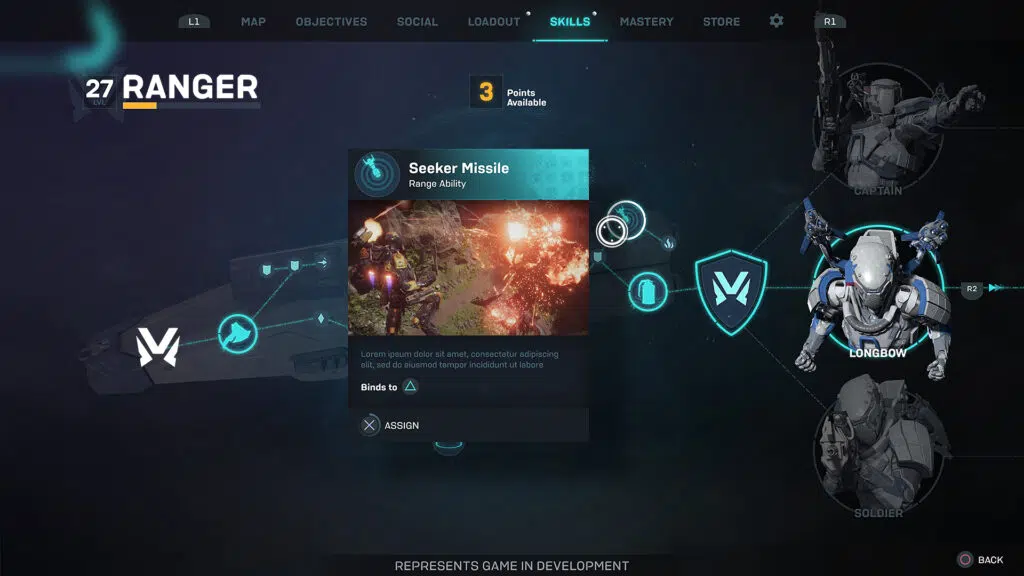 L1
MAP
OBJECTIVES
SOCIAL
LOADOUT
SKILLS
MASTERY
STORE
R1
27
LVL
RANGER
3
Points
Available
Seeker Missile
Range Ability
Lorem ipsum dolor sit amet, consectetur adipiscing
elit, sed do eiusmod tempor incididunt ut labore
Binds to
ASSIGN
CAPTAIN
R2
LONGBOW
SOLDIER
REPRESENTS GAME IN DEVELOPMENT
BACK